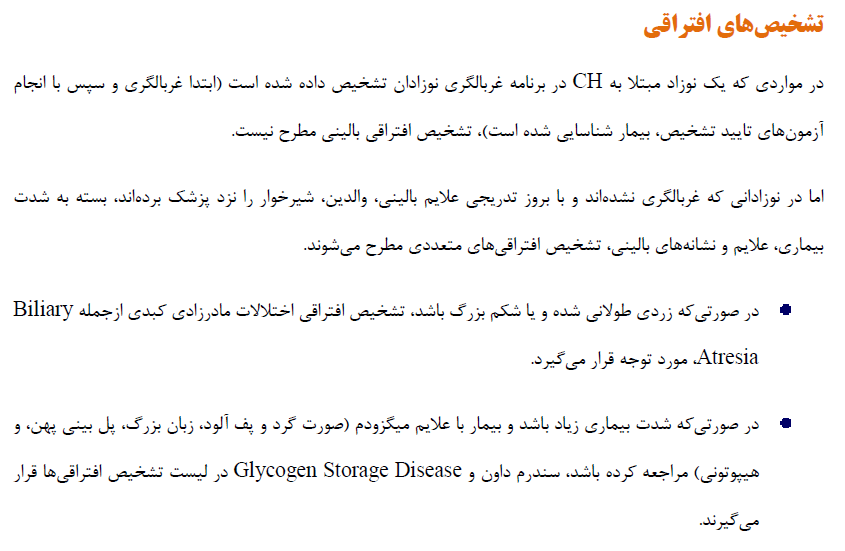 تشخیص‌های افتراقی
در مواردی که یک نوزاد مبتلا به CH در برنامه غربالگری نوزادان تشخیص داده شده است (ابتدا غربالگری و سپس با انجام
آزمون‌های تایید تشخیص، بیمار شناسایی شده است)، تشخیص افتراقی بالینی مطرح نیست.
اما در نوزادانی که غربالگری نشده‌اند و با بروز تدریجی علایم بالینی، والدین، شیرخوار را نزد پزشک برده‌اند، بسته به شدت
بیماری، علایم و نشانه‌های بالینی، تشخیص افتراقی‌های متعددی مطرح می‌شوند.
● در صورتی‌که زردی طولانی شده و یا شکم بزرگ باشد، تشخیص افتراقی اختلالات مادرزادی کبدی ازجمله Biliary
Atresia، مورد توجه قرار می‌گیرد.
● در صورتی‌که شدت بیماری زیاد باشد و بیمار با علایم میگزودم (صورت گرد و پف آلود، زبان بزرگ، پل بینی پهن، و
هیپوتونی) مراجعه کرده باشد، سندرم داون و Glycogen Storage Disease در لیست تشخیص افتراقی‌ها قرار
می‌گیرند.